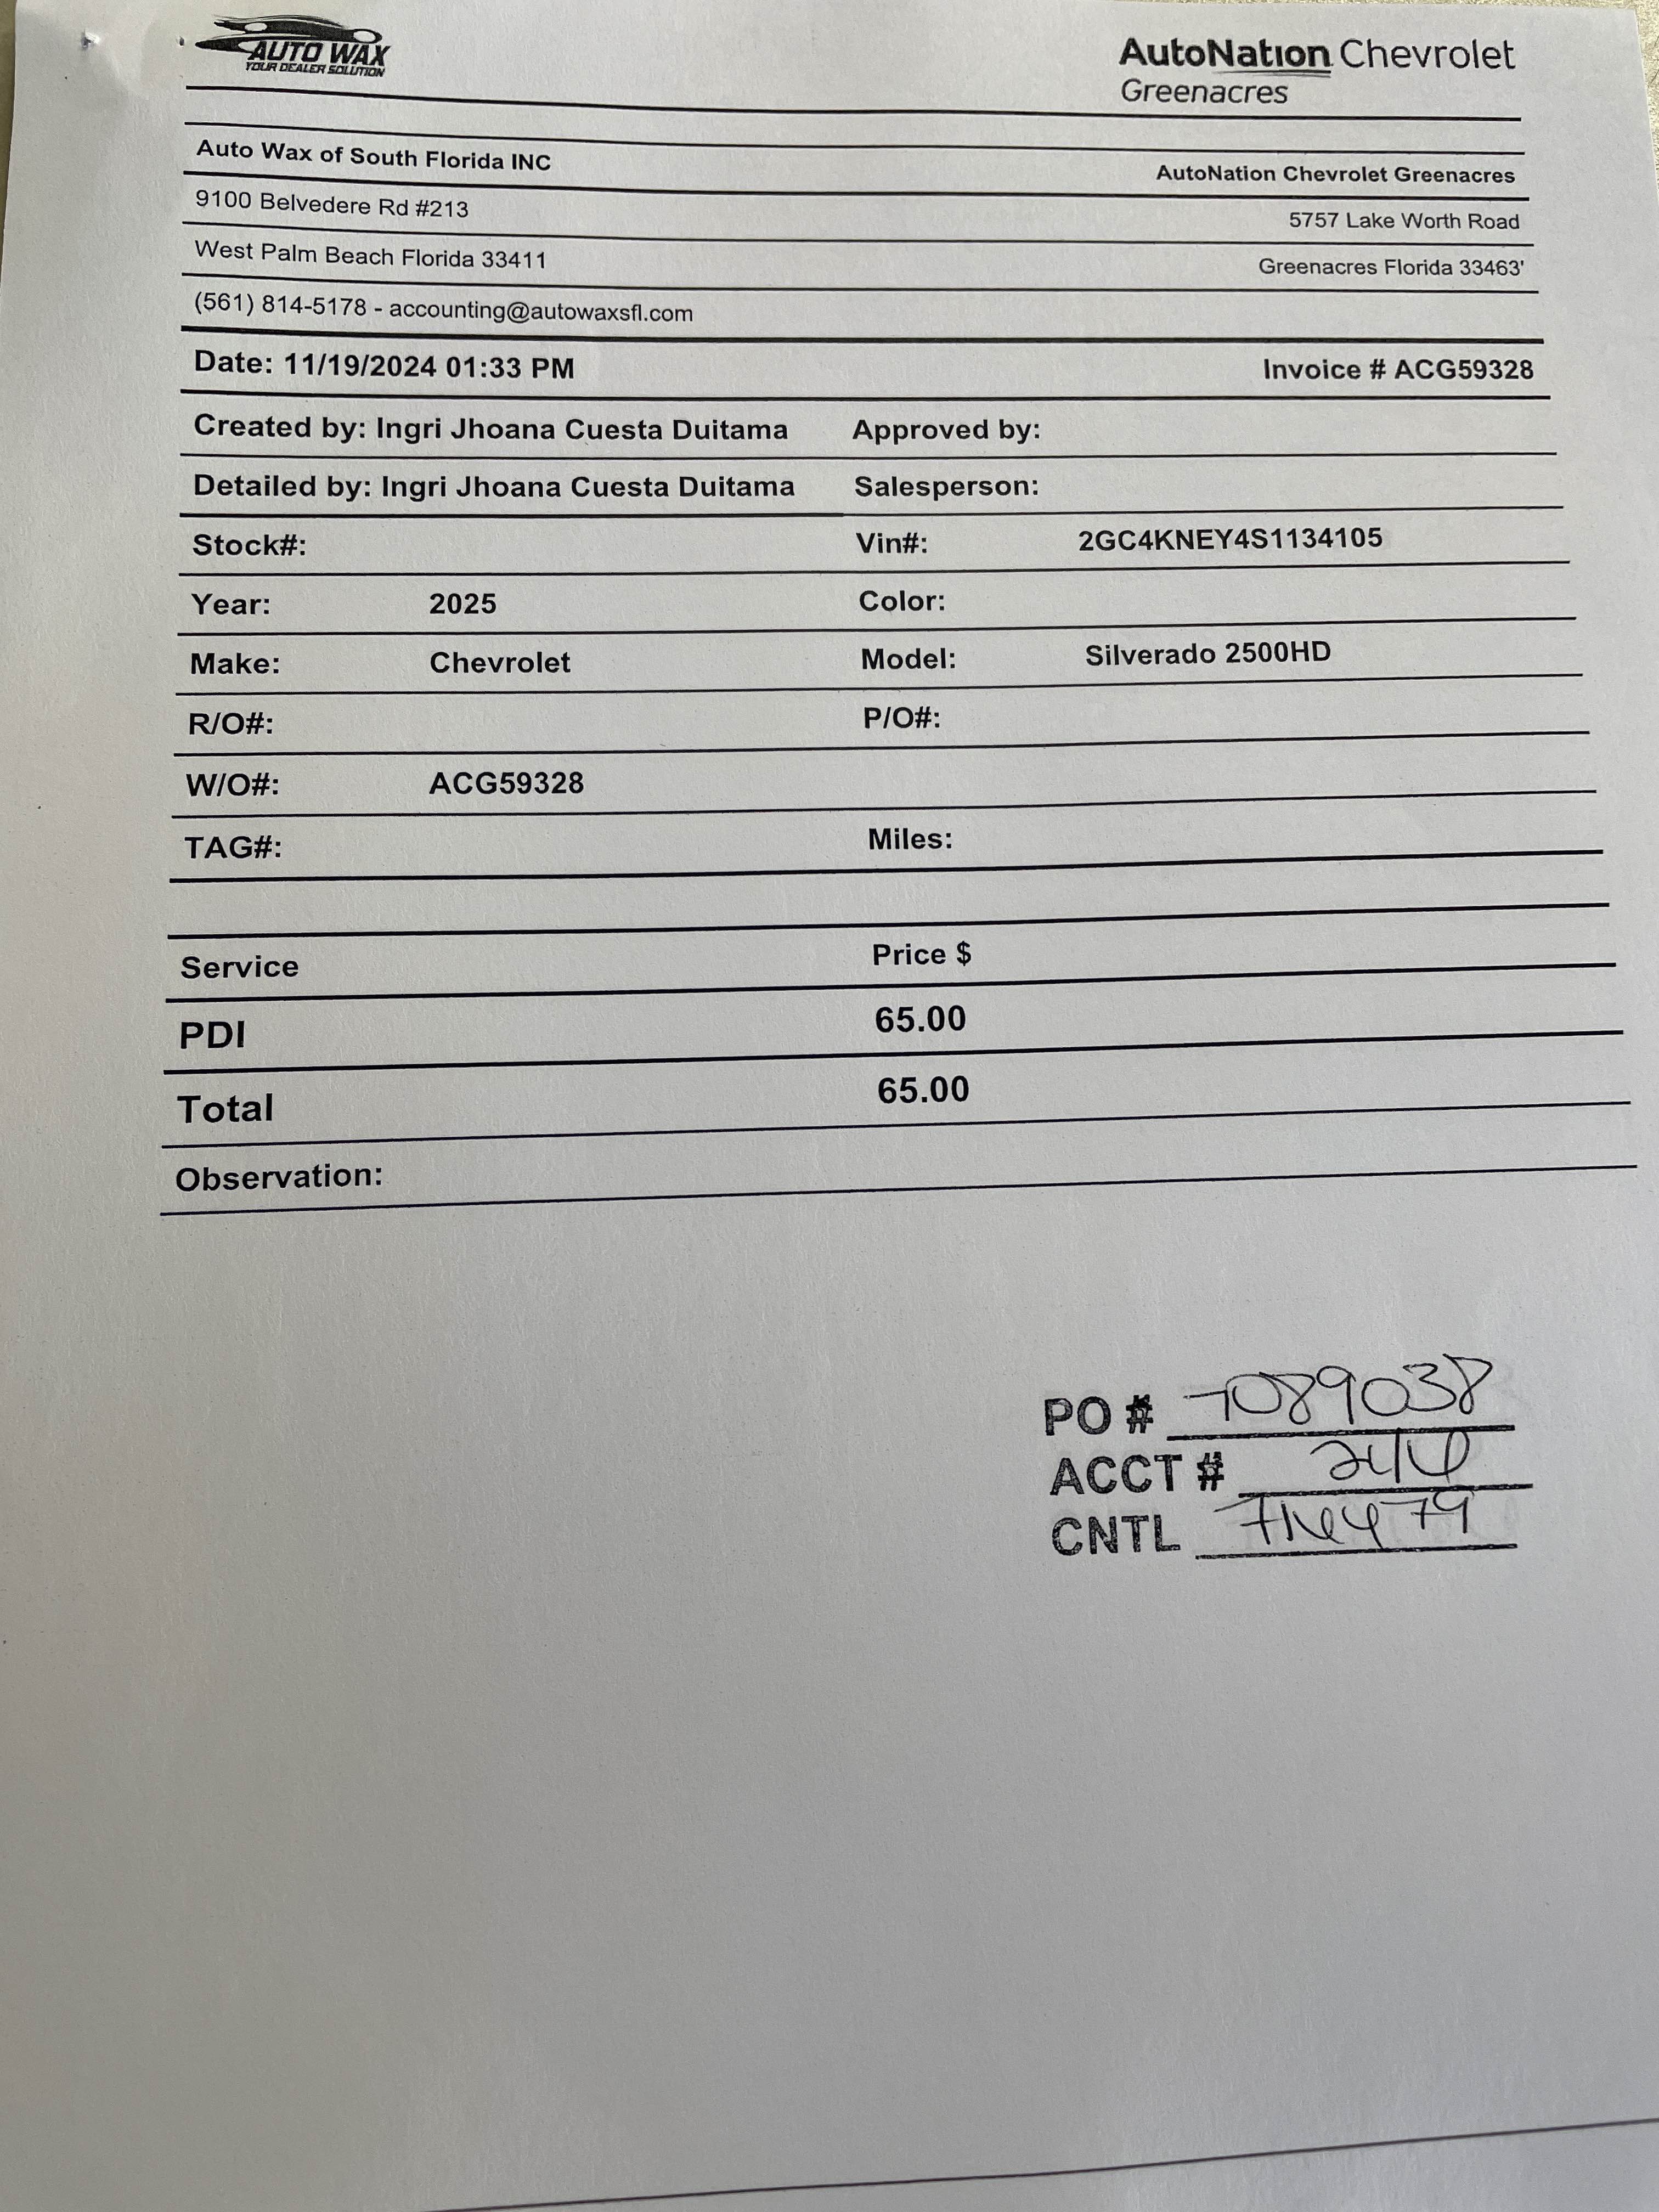 AUTO WAX
YOUR DEALER SOLUTION
AutoNation Chevrolet
Greenacres
Auto Wax of South Florida INC
AutoNation Chevrolet Greenacres
9100 Belvedere Rd #213
5757 Lake Worth Road
West Palm Beach Florida 33411
Greenacres Florida 33463'
(561) 814-5178 - accounting@autowaxsfl.com
Date: 11/19/2024 01:33 PM Invoice # ACG59328
Created by: Ingri Jhoana Cuesta Duitama Approved by:
Detailed by: Ingri Jhoana Cuesta Duitama Salesperson:
Stock#: Vin#: 2GC4KNEY4S1134105
Year: 2025 Color:
Make: Chevrolet Model: Silverado 2500HD
R/O#: P/O#:
W/O#: ACG59328
TAG#: Miles:
Service Price $
PDI 65.00
Total 65.00
Observation:
PO # 7089038
ACCT #
CNTL